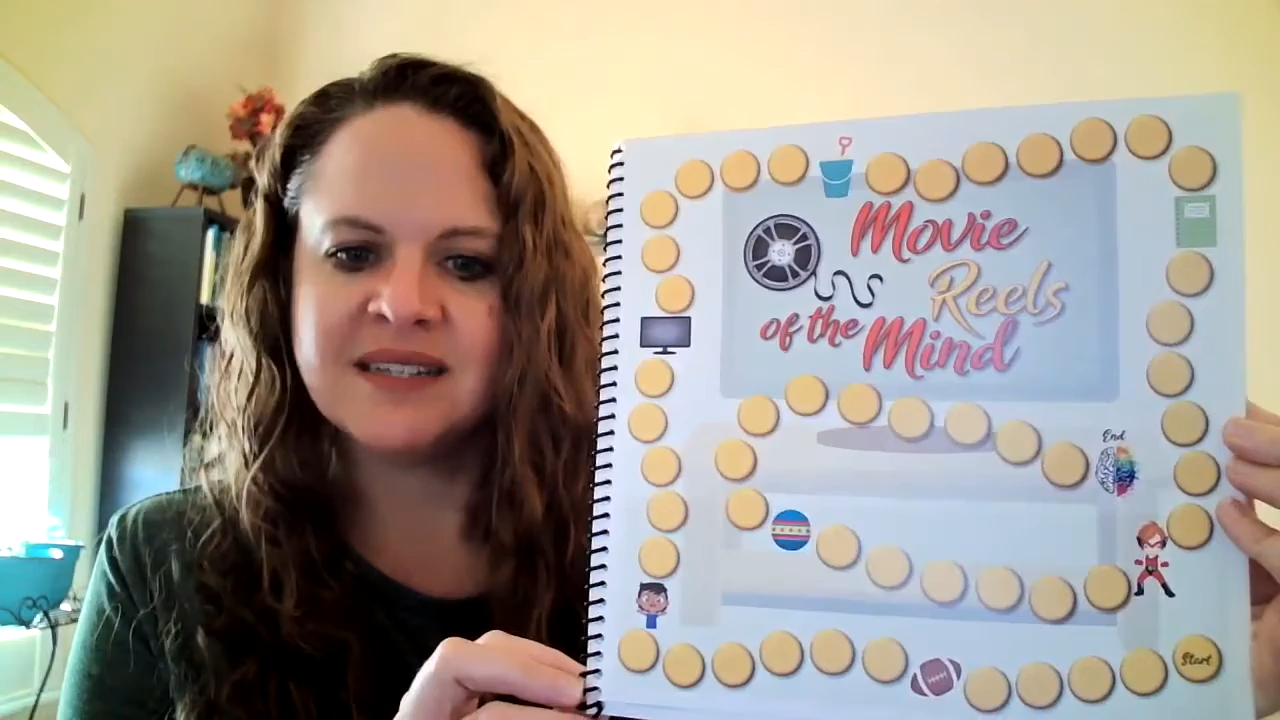 Movie
Reels
of the Mind
End
Start